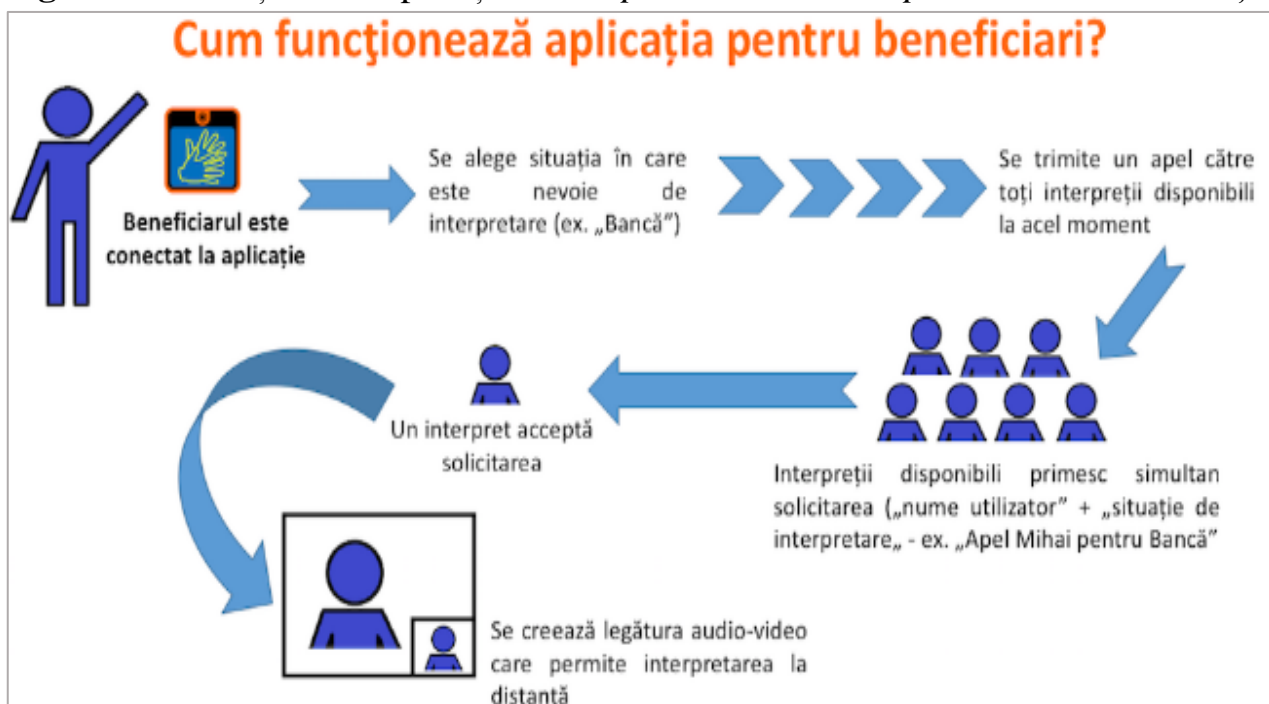 Cum funcţionează aplicația pentru beneficiari?
Beneficiarul este
conectat la aplicație
Se alege situația în care
este nevoie de
interpretare (ex. „Bancă”)
Se trimite un apel către
toți interpreții disponibili
la acel moment
Interpreții disponibili primesc simultan
solicitarea („nume utilizator” + „situație de
interpretare„ - ex. „Apel Mihai pentru Bancă”
Un interpret acceptă
solicitarea
Se creează legătura audio-video
care permite interpretarea la
distanță